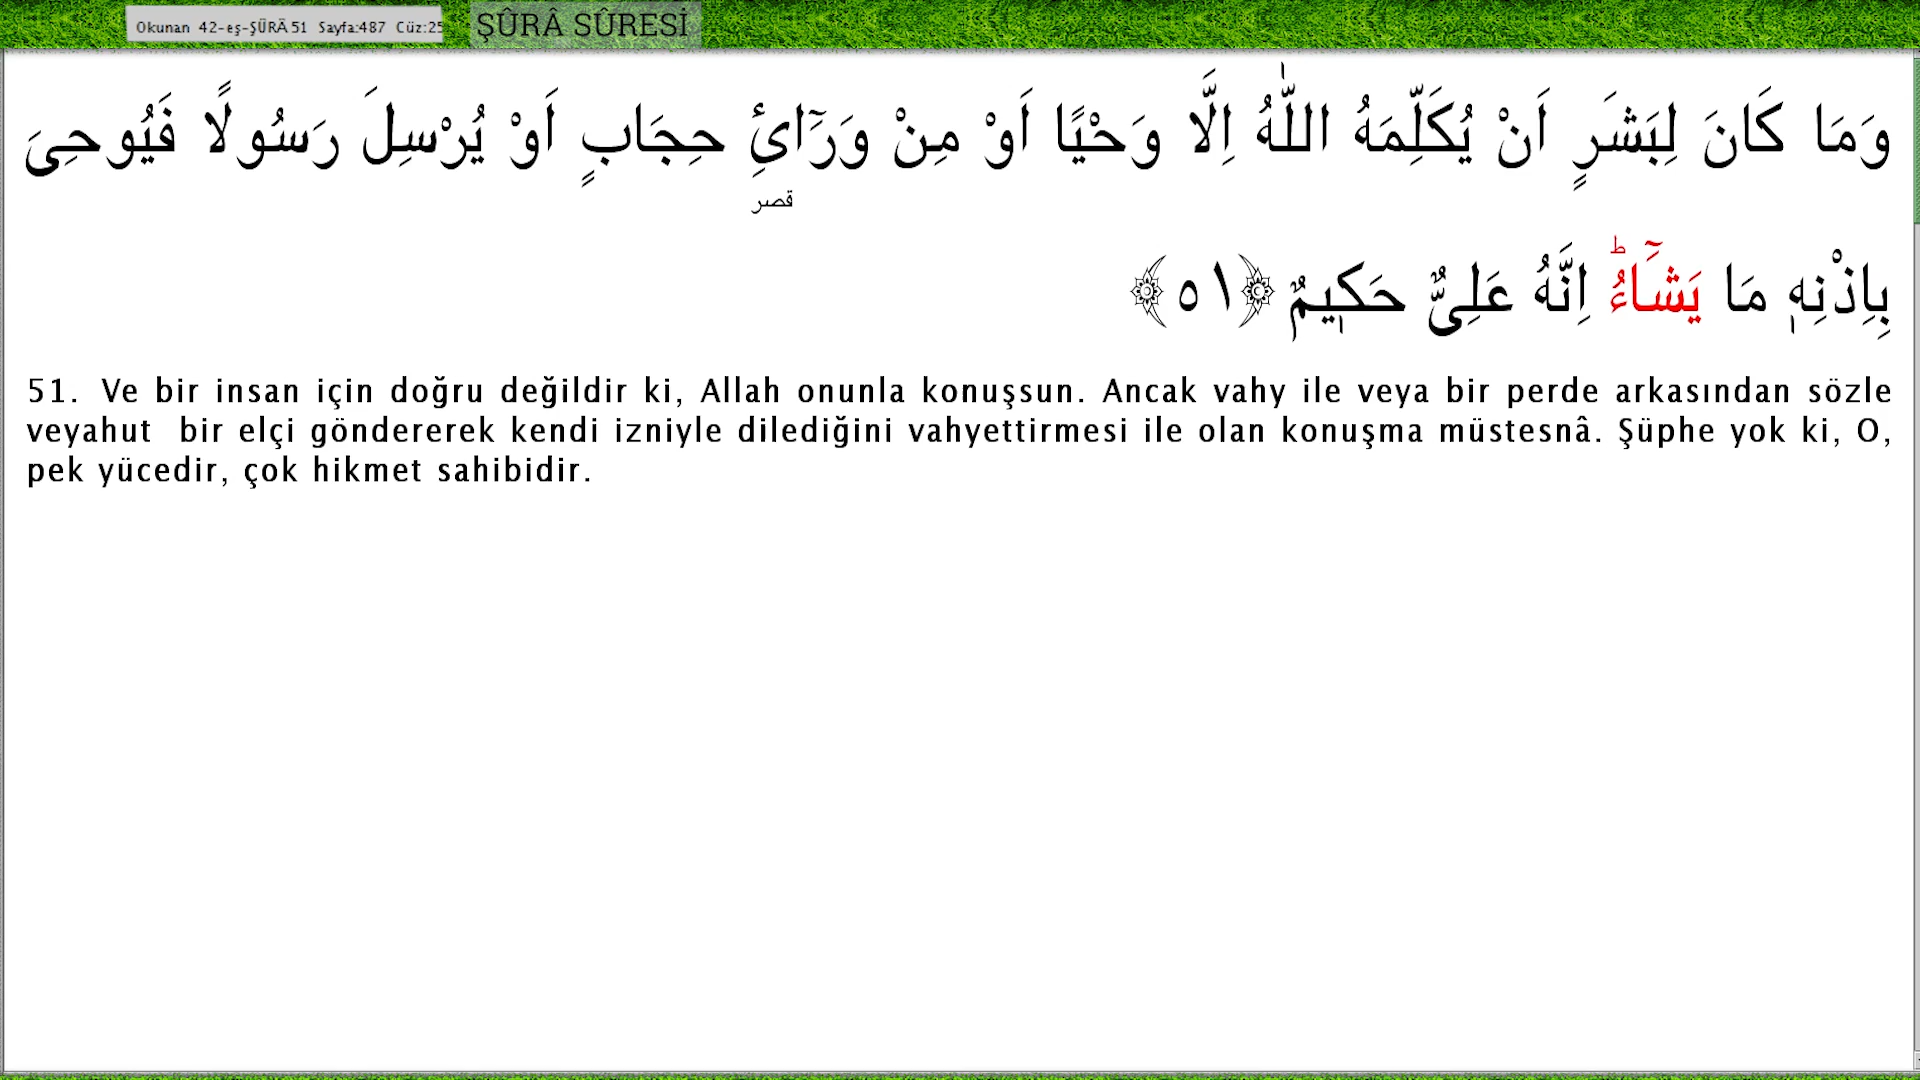 Okunan 42-eş-ŞÛRÂ 51 Sayfa:487 Cüz:25
ŞÛRÂ SÛRESİ
وَمَا كَانَ لِبَشَرٍ اَنْ يُكَلِّمَهُ اللّٰهُ اِلَّا وَحْيًا اَوْ مِنْ وَرَٓائِ حِجَابٍ اَوْ يُرْسِلَ رَسُولًا فَيُوحِىَ
قصر
بِاِذْنِهٖ مَا يَشَٓاءُؕ اِنَّهُ عَلِىٌّ حَكٖيمٌ ﴿٥١﴾
51. Ve bir insan için doğru değildir ki, Allah onunla konuşsun. Ancak vahy ile veya bir perde arkasından sözle
veyahut bir elçi göndererek kendi izniyle dilediğini vahyettirmesi ile olan konuşma müstesnâ. Şüphe yok ki, O,
pek yücedir, çok hikmet sahibidir.